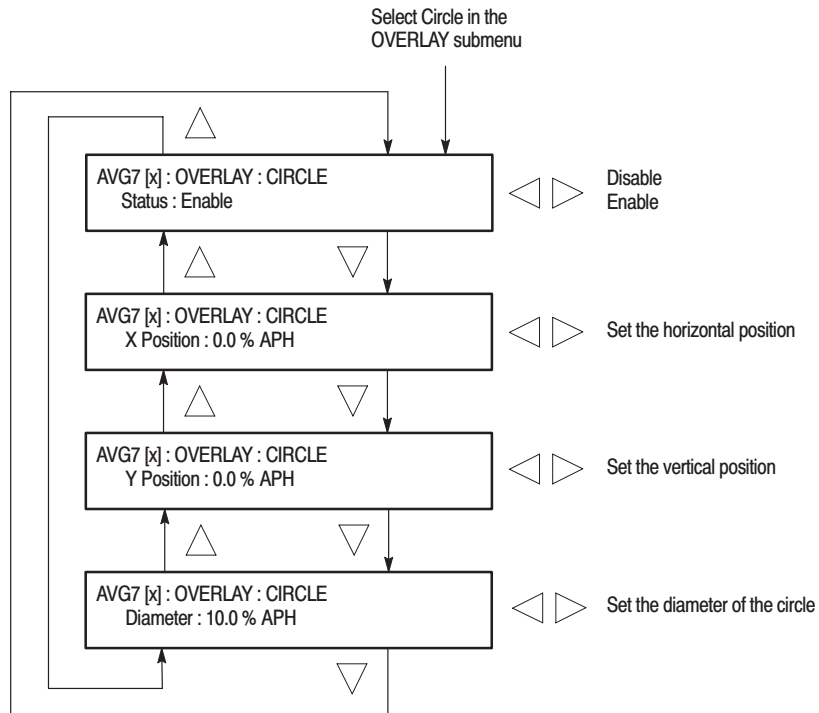 Select Circle in the
OVERLAY submenu
AVG7 [x] : OVERLAY : CIRCLE
Status : Enable
Disable
Enable
AVG7 [x] : OVERLAY : CIRCLE
X Position : 0.0 % APH
Set the horizontal position
AVG7 [x] : OVERLAY : CIRCLE
Y Position : 0.0 % APH
Set the vertical position
AVG7 [x] : OVERLAY : CIRCLE
Diameter : 10.0 % APH
Set the diameter of the circle